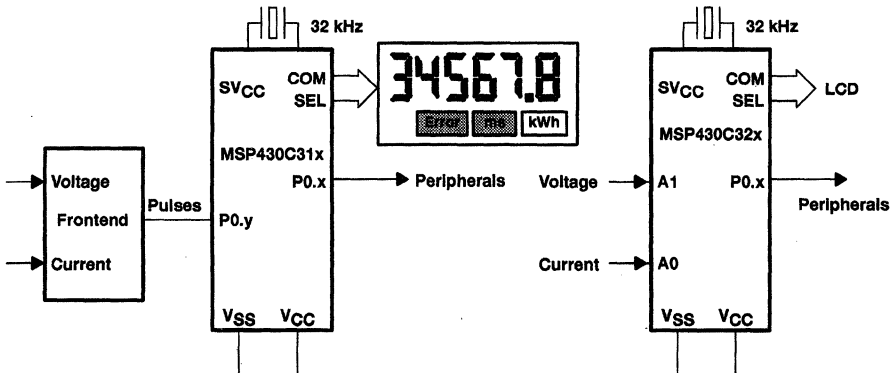 32 kHz
COM
SVCC
SEL
MSP430C31x
P0.x
P0.y
VSS VCC
34567.8
Error me kWh
Peripherals
Voltage
Frontend
Current
Pulses
32 kHz
COM
SVCC
SEL
LCD
MSP430C32x
Voltage
A1
P0.x
Peripherals
Current
A0
VSS VCC